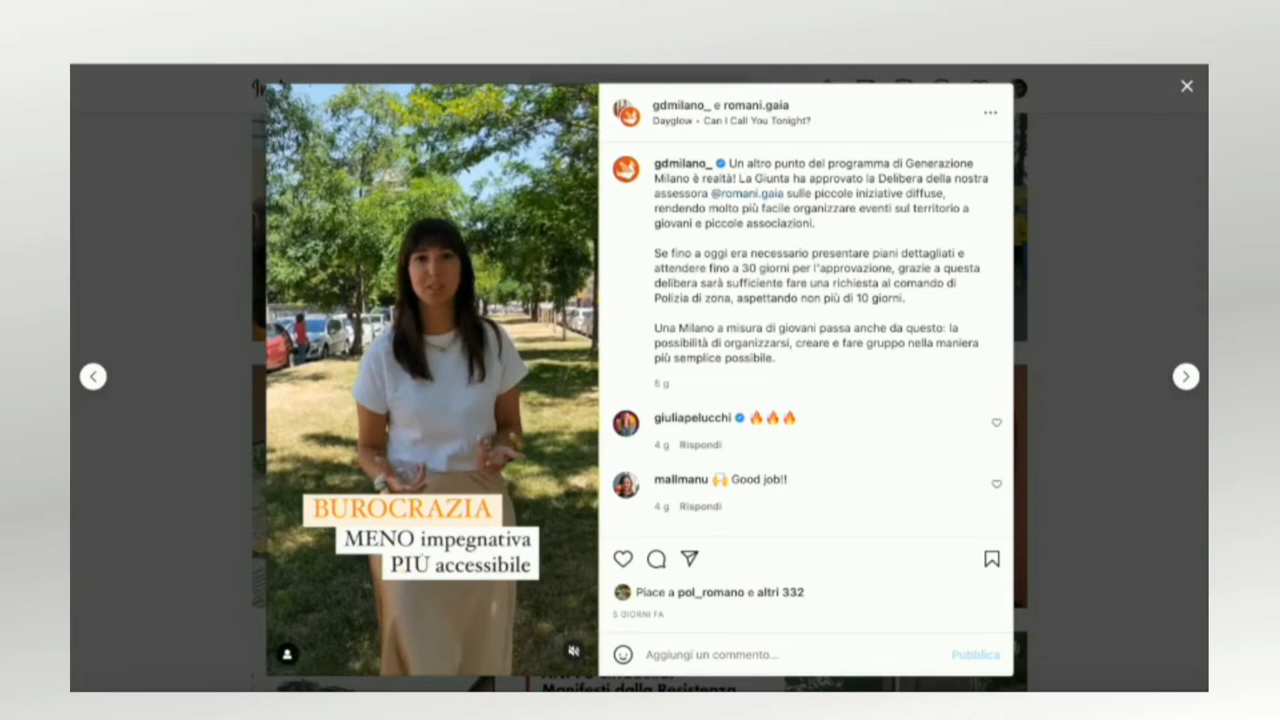 gdmilano_ e romani.gaia
Dayglow • Can I Call You Tonight?
gdmilano_ Un altro punto del programma di Generazione
Milano è realtà! La Giunta ha approvato la Delibera della nostra
assessora @romani.gaia sulle piccole iniziative diffuse,
rendendo molto più facile organizzare eventi sul territorio a
giovani e piccole associazioni.
Se fino a oggi era necessario presentare piani dettagliati e
attendere fino a 30 giorni per l'approvazione, grazie a questa
delibera sarà sufficiente fare una richiesta al comando di
Polizia di zona, aspettando non più di 10 giorni.
Una Milano a misura di giovani passa anche da questo: la
possibilità di organizzarsi, creare e fare gruppo nella maniera
più semplice possibile.
5 g
giuliapelucchi 🔥🔥🔥
4 g Rispondi
mallmanu 🙌 Good job!!
4 g Rispondi
Piace a pol_romano e altri 332
5 GIORNI FA
Aggiungi un commento...
Pubblica
BUROCRAZIA
MENO impegnativa
PIÙ accessibile
Manifesti dalla Resistenza